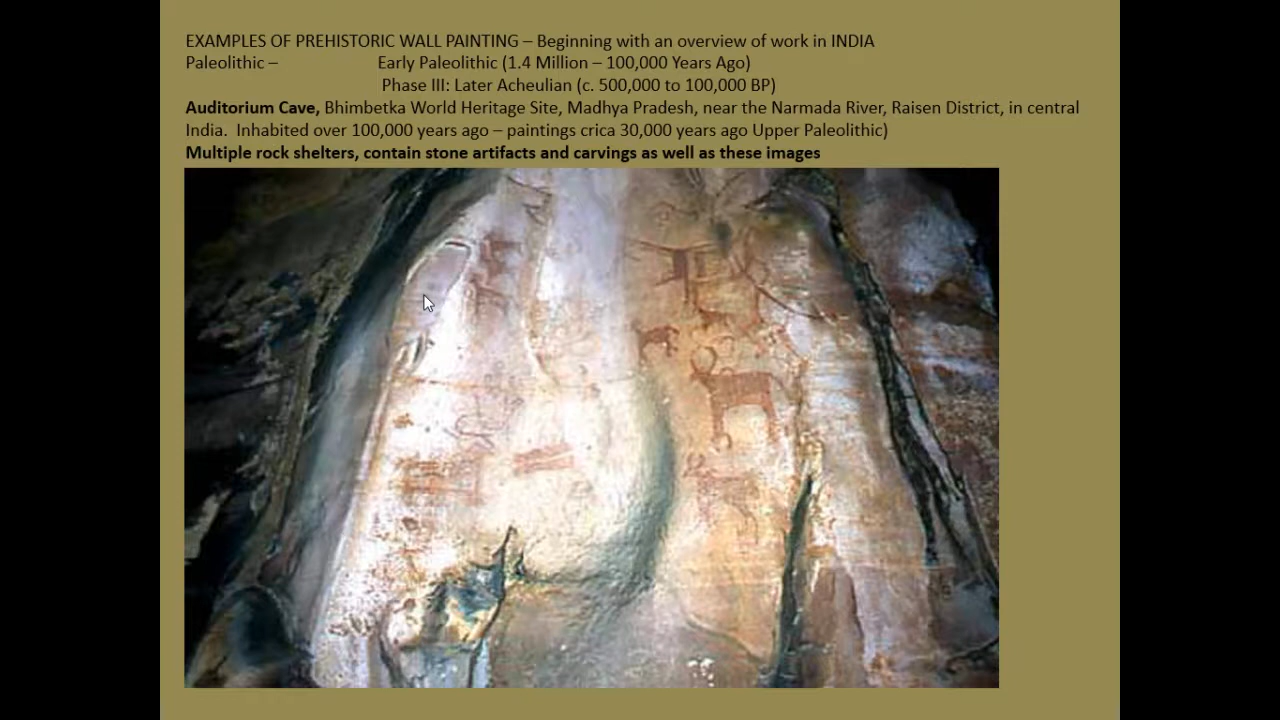 EXAMPLES OF PREHISTORIC WALL PAINTING – Beginning with an overview of work in INDIA
Paleolithic – Early Paleolithic (1.4 Million – 100,000 Years Ago)
Phase III: Later Acheulian (c. 500,000 to 100,000 BP)
Auditorium Cave, Bhimbetka World Heritage Site, Madhya Pradesh, near the Narmada River, Raisen District, in central
India. Inhabited over 100,000 years ago – paintings crica 30,000 years ago Upper Paleolithic)
Multiple rock shelters, contain stone artifacts and carvings as well as these images